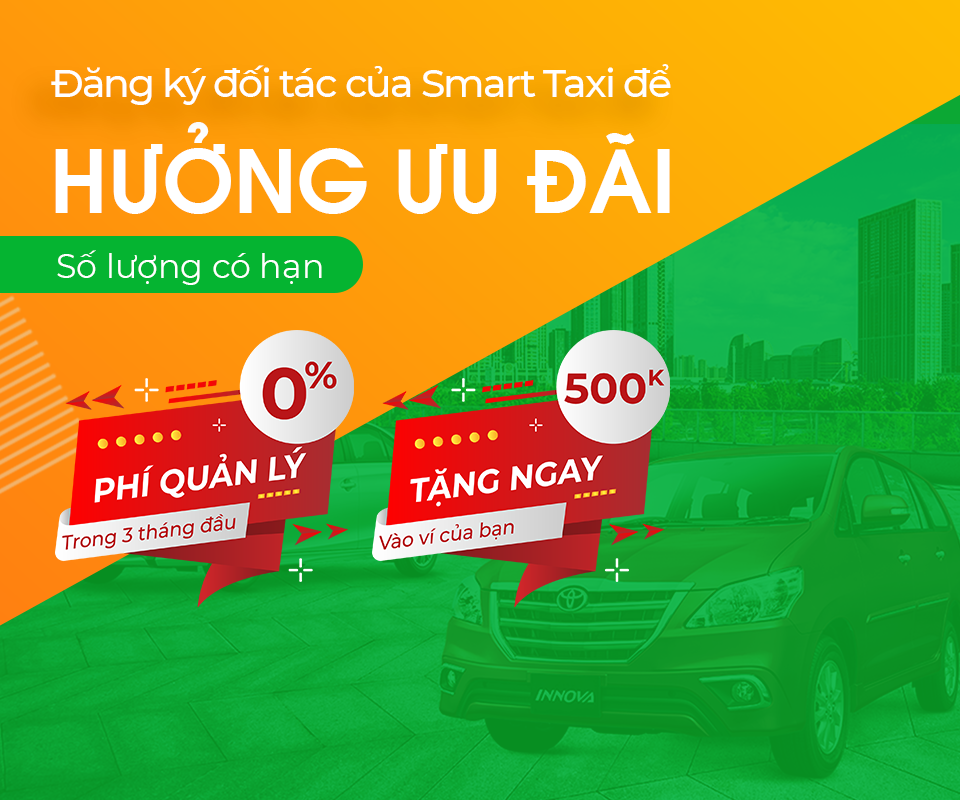 Đăng ký đối tác của Smart Taxi để
HƯỞNG ƯU ĐÃI
Số lượng có hạn
0%
PHÍ QUẢN LÝ
Trong 3 tháng đầu
500K
TẶNG NGAY
Vào ví của bạn
INNOVA